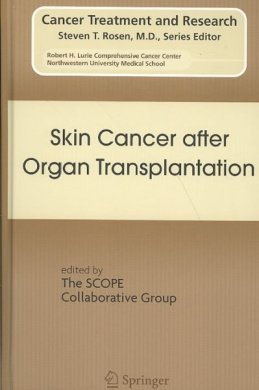 Cancer Treatment and Research
Steven T. Rosen, M.D., Series Editor
Robert H. Lurie Comprehensive Cancer Center
Northwestern University Medical School
Skin Cancer after
Organ Transplantation
edited by
The SCOPE
Collaborative Group
Springer